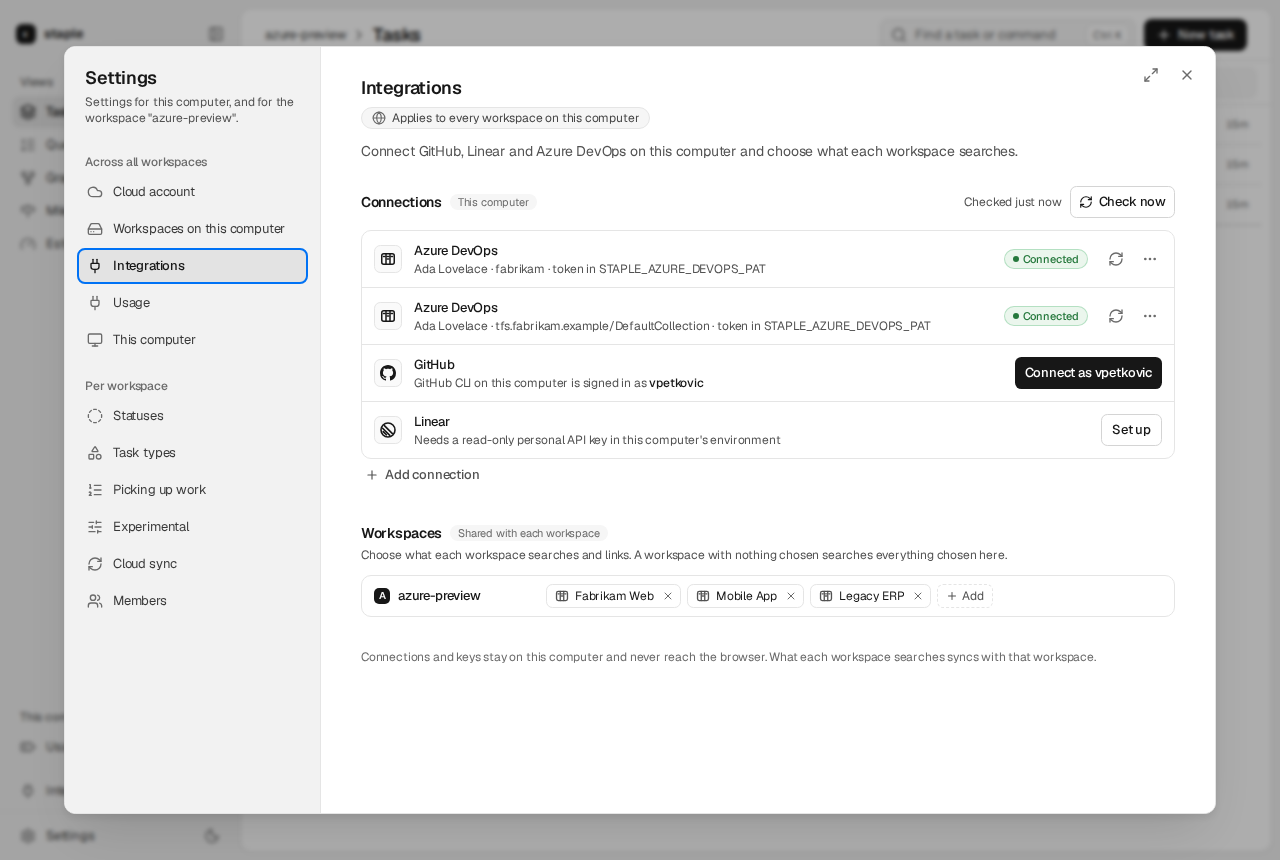 staple
azure-preview > Tasks
Find a task or command
Ctrl K
New task
Views
Settings
Settings for this computer, and for the
workspace "azure-preview".
Across all workspaces
Cloud account
Workspaces on this computer
Integrations
Usage
This computer
Per workspace
Statuses
Task types
Picking up work
Experimental
Cloud sync
Members
Integrations
Applies to every workspace on this computer
Connect GitHub, Linear and Azure DevOps on this computer and choose what each workspace searches.
Connections This computer
Checked just now Check now
Azure DevOps
Ada Lovelace · fabrikam · token in STAPLE_AZURE_DEVOPS_PAT
Connected
Azure DevOps
Ada Lovelace · tfs.fabrikam.example/DefaultCollection · token in STAPLE_AZURE_DEVOPS_PAT
Connected
GitHub
GitHub CLI on this computer is signed in as vpetkovic
Connect as vpetkovic
Linear
Needs a read-only personal API key in this computer's environment
Set up
Add connection
Workspaces Shared with each workspace
Choose what each workspace searches and links. A workspace with nothing chosen searches everything chosen here.
A azure-preview Fabrikam Web Mobile App Legacy ERP Add
Connections and keys stay on this computer and never reach the browser. What each workspace searches syncs with that workspace.
Settings